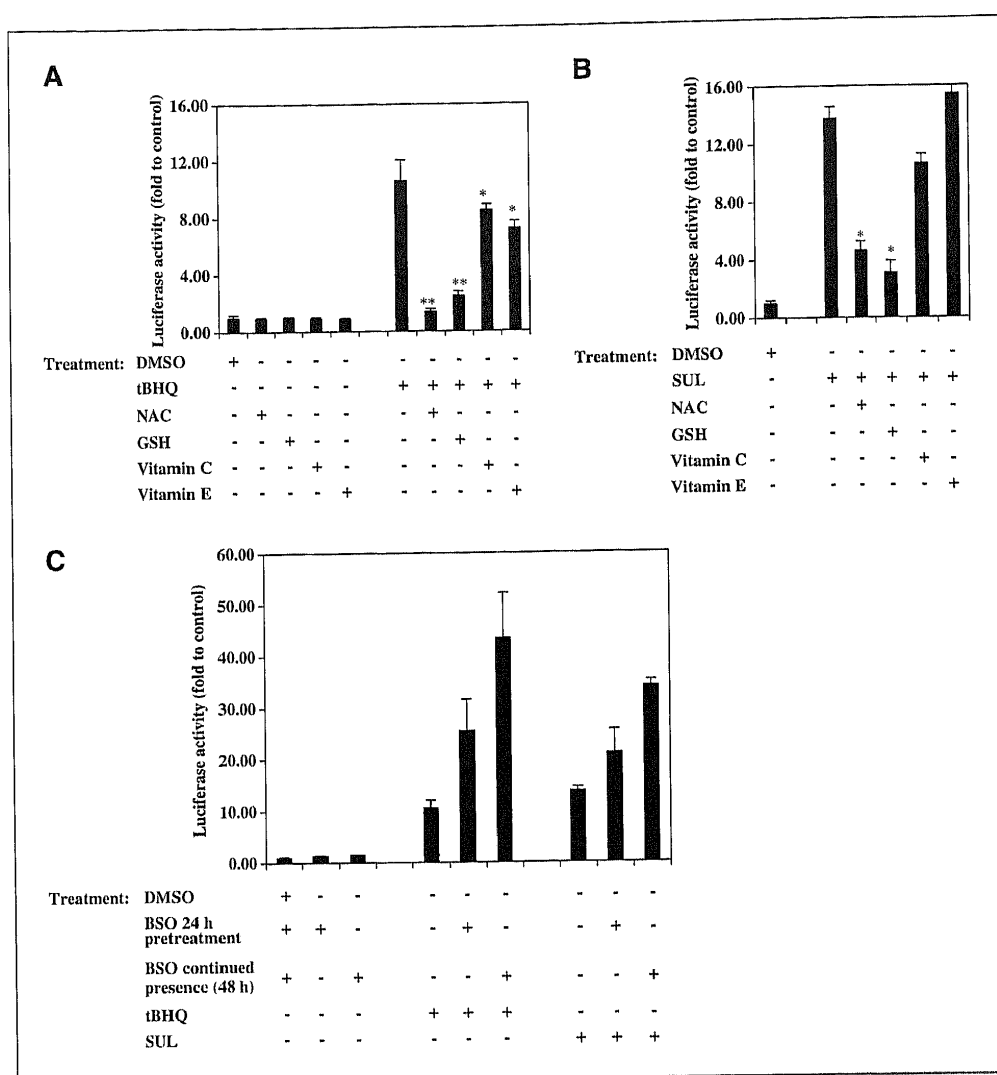 A
Luciferase activity (fold to control)
16.00
12.00
8.00
4.00
0.00
** ** * *
Treatment: DMSO + - - - - - - - - -
tBHQ - - - - - + + + + +
NAC - + - - - - + - - -
GSH - - + - - - - + - -
Vitamin C - - - + - - - - + -
Vitamin E - - - - + - - - - +
B
Luciferase activity (fold to control)
16.00
12.00
8.00
4.00
0.00
* *
Treatment: DMSO + - - - - -
SUL - + + + + +
NAC - - + - - -
GSH - - - + - -
Vitamin C - - - - + -
Vitamin E - - - - - +
C
Luciferase activity (fold to control)
60.00
50.00
40.00
30.00
20.00
10.00
0.00
Treatment: DMSO + - - - - - - - -
BSO 24 h
pretreatment + + - - + - - + -
BSO continued
presence (48 h) + - + - - + - - +
tBHQ - - - + + + - - -
SUL - - - - - - + + +